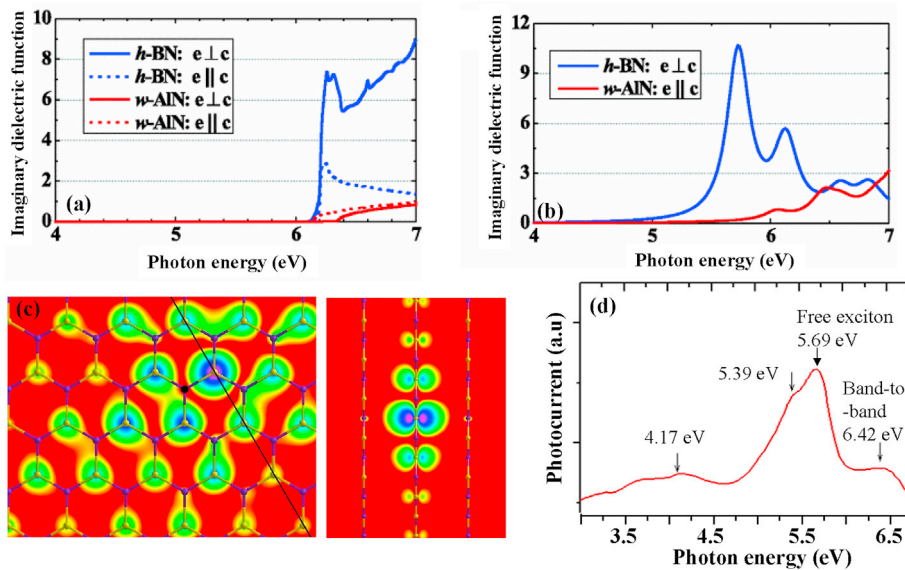 10
8
6
4
2
0
Imaginary dielectric function
h-BN: e ⊥ c
h-BN: e || c
w-AlN: e ⊥ c
w-AlN: e || c
(a)
4 5 6 7
Photon energy (eV)
15
12
9
6
3
0
Imaginary dielectric function
h-BN: e ⊥ c
w-AlN: e || c
(b)
4 5 6 7
Photon energy (eV)
(c)
(d)
Free exciton
5.69 eV
5.39 eV
Band-to
-band
6.42 eV
4.17 eV
Photocurrent (a.u)
3.5 4.5 5.5 6.5
Photon energy (eV)